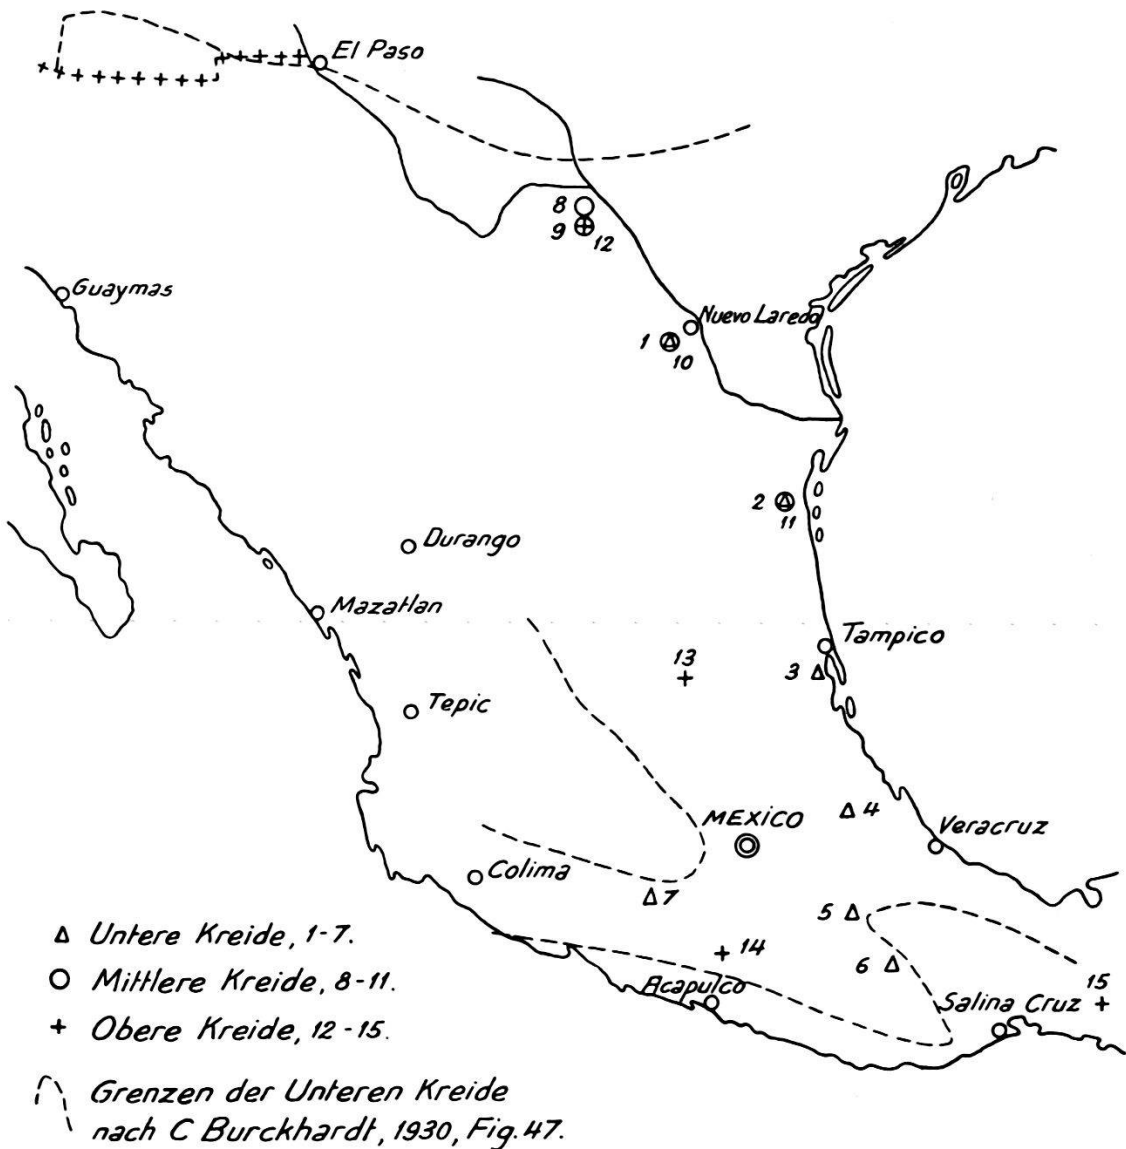 El Paso
8
9
12
Guaymas
Nuevo Laredo
1
10
2
11
Durango
Mazatlan
Tampico
13
3
Tepic
MEXICO
4
Veracruz
Colima
7
5
14
6
15
Acapulco
Salina Cruz
Δ Untere Kreide, 1-7.
O Mittlere Kreide, 8-11.
+ Obere Kreide, 12-15.
Grenzen der Unteren Kreide
nach C Burckhardt, 1930, Fig. 47.